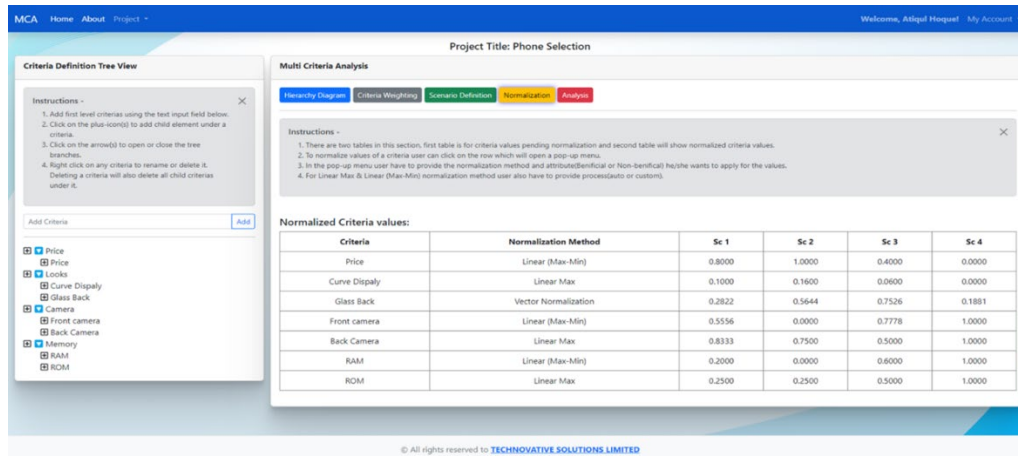 MCA Home About Project Welcome, Atiqul Hoque! My Account
Project Title: Phone Selection
Criteria Definition Tree View
Instructions -
1. Add first level criterias using the text input field below.
2. Click on the plus-icon(s) to add child element under a
criteria.
3. Click on the arrow(s) to open or close the tree
branches.
4. Right click on any criteria to rename or delete it.
Deleting a criteria will also delete all child criterias
under it.
Add Criteria Add
Price
Price
Looks
Curve Dispaly
Glass Back
Camera
Front camera
Back Camera
Memory
RAM
ROM
Multi Criteria Analysis
Hierarchy Diagram Criteria Weighting Scenario Definition Normalization Analysis
Instructions -
1. There are two tables in this section, first table is for criteria values pending normalization and second table will show normalized criteria values.
2. To normalize values of a criteria user can click on the row which will open a pop-up menu.
3. In the pop-up menu user have to provide the normalization method and attribute(Benificial or Non-benifical) he/she wants to apply for the values.
4. For Linear Max & Linear (Max-Min) normalization method user also have to provide process(auto or custom).
Normalized Criteria values:
Criteria Normalization Method Sc 1 Sc 2 Sc 3 Sc 4
Price Linear (Max-Min) 0.8000 1.0000 0.4000 0.0000
Curve Dispaly Linear Max 0.1000 0.1600 0.0600 0.0000
Glass Back Vector Normalization 0.2822 0.5644 0.7526 0.1881
Front camera Linear (Max-Min) 0.5556 0.0000 0.7778 1.0000
Back Camera Linear Max 0.8333 0.7500 0.5000 1.0000
RAM Linear (Max-Min) 0.2000 0.0000 0.6000 1.0000
ROM Linear Max 0.2500 0.2500 0.5000 1.0000
© All rights reserved to TECHNOVATIVE SOLUTIONS LIMITED